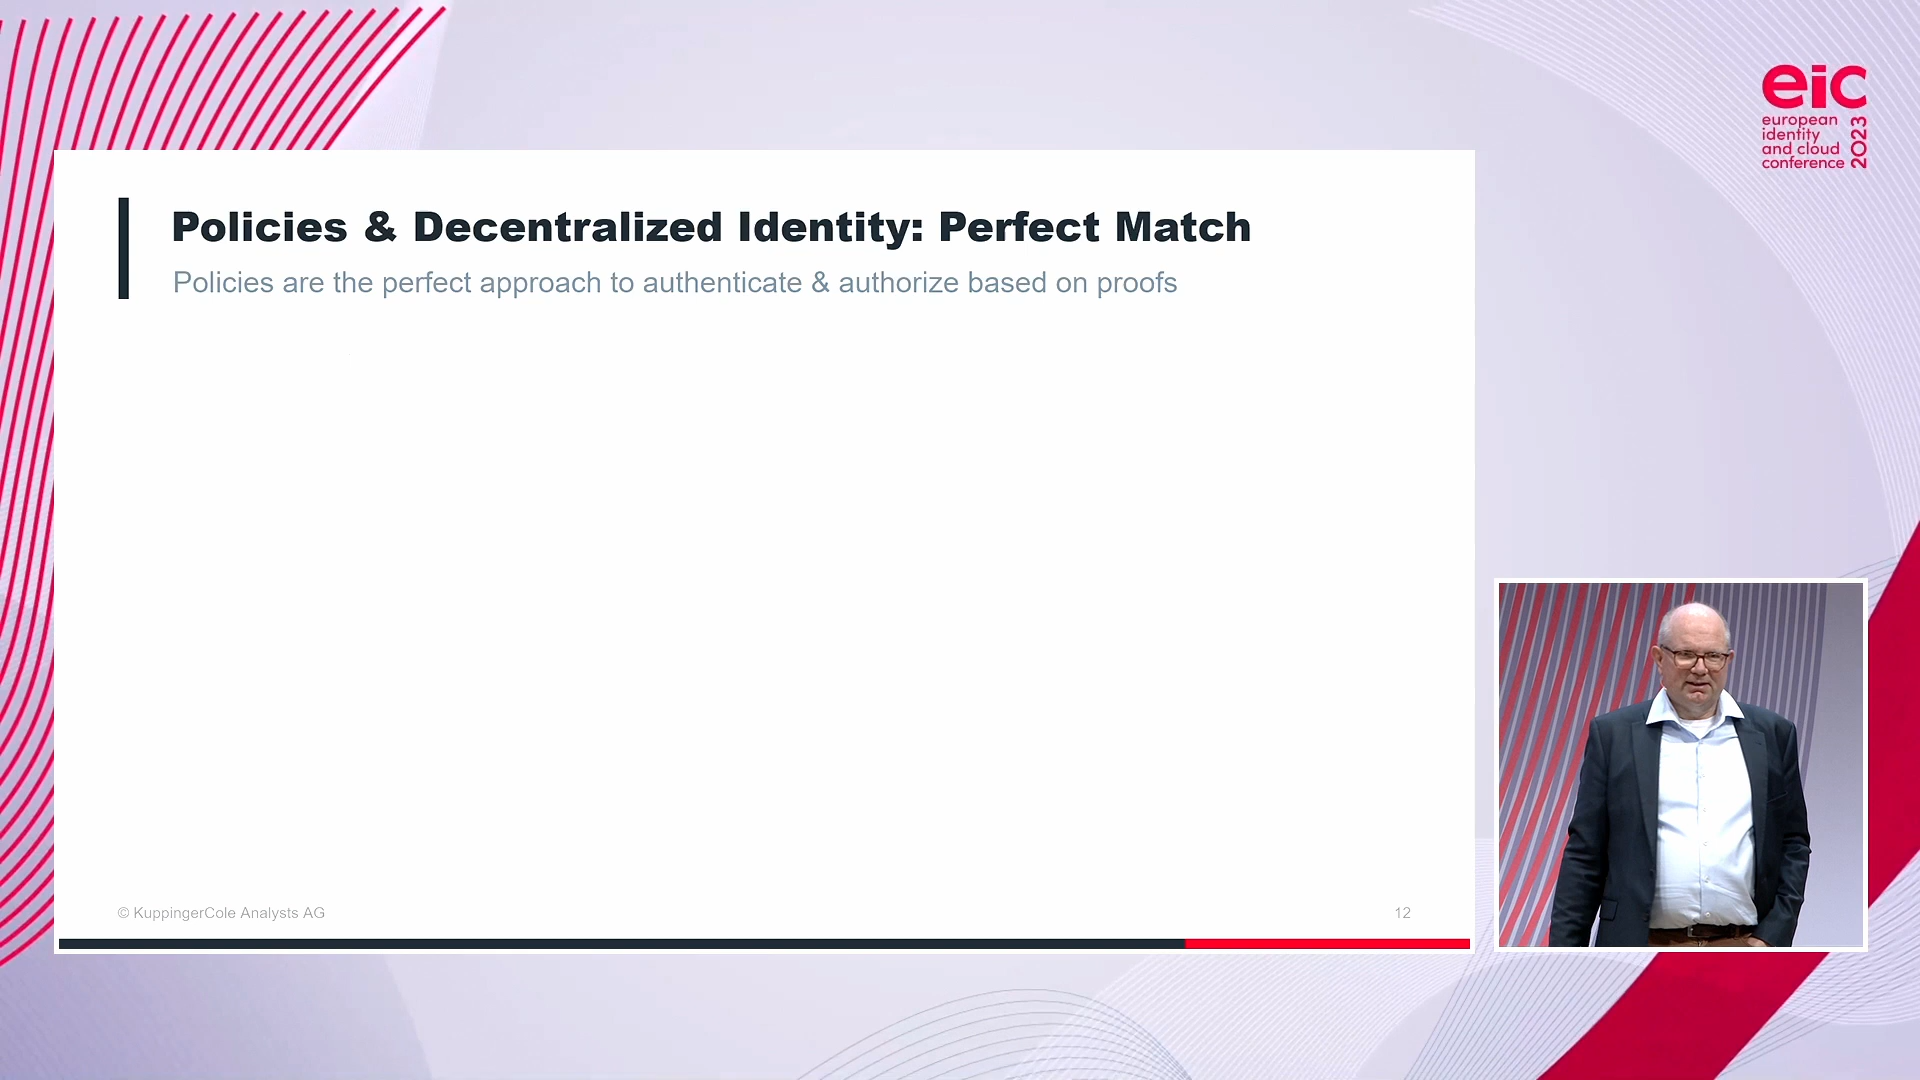 eic
european
identity
and cloud
conference
2023
Policies & Decentralized Identity: Perfect Match
Policies are the perfect approach to authenticate & authorize based on proofs
© KuppingerCole Analysts AG
12